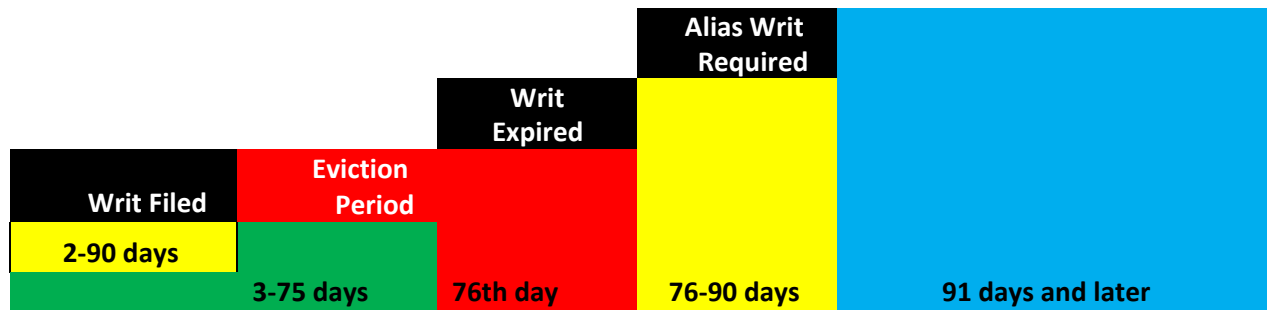 Alias Writ
Required
Writ
Expired
Eviction
Period
Writ Filed
2-90 days
3-75 days
76th day
76-90 days
91 days and later